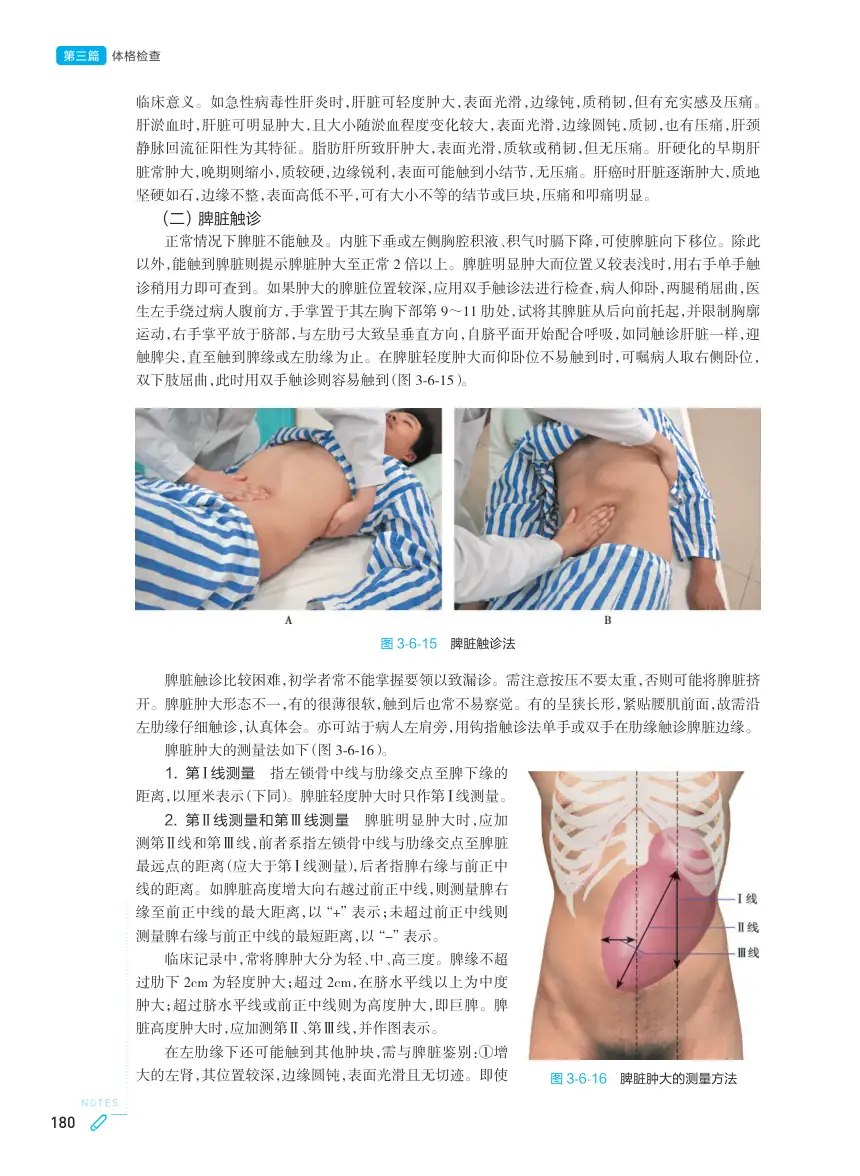 第三篇 体格检查
临床意义。如急性病毒性肝炎时,肝脏可轻度肿大,表面光滑,边缘钝,质稍韧,但有充实感及压痛。
肝淤血时,肝脏可明显肿大,且大小随淤血程度变化较大,表面光滑,边缘圆钝,质韧,也有压痛,肝颈
静脉回流征阳性为其特征。脂肪肝所致肝肿大,表面光滑,质软或稍韧,但无压痛。肝硬化的早期肝
脏常肿大,晚期则缩小,质较硬,边缘锐利,表面可能触到小结节,无压痛。肝癌时肝脏逐渐肿大,质地
坚硬如石,边缘不整,表面高低不平,可有大小不等的结节或巨块,压痛和叩痛明显。
(二)脾脏触诊
正常情况下脾脏不能触及。内脏下垂或左侧胸腔积液、积气时膈下降,可使脾脏向下移位。除此
以外,能触到脾脏则提示脾脏肿大至正常 2 倍以上。脾脏明显肿大而位置又较表浅时,用右手单手触
诊稍用力即可查到。如果肿大的脾脏位置较深,应用双手触诊法进行检查,病人仰卧,两腿稍屈曲,医
生左手绕过病人腹前方,手掌置于其左胸下部第 9～11 肋处,试将其脾脏从后向前托起,并限制胸廓
运动,右手掌平放于脐部,与左肋弓大致呈垂直方向,自脐平面开始配合呼吸,如同触诊肝脏一样,迎
触脾尖,直至触到脾缘或左肋缘为止。在脾脏轻度肿大而仰卧位不易触到时,可嘱病人取右侧卧位,
双下肢屈曲,此时用双手触诊则容易触到(图 3-6-15)。
A B
图 3-6-15 脾脏触诊法
脾脏触诊比较困难,初学者常不能掌握要领以致漏诊。需注意按压不要太重,否则可能将脾脏挤
开。脾脏肿大形态不一,有的很薄很软,触到后也常不易察觉。有的呈狭长形,紧贴腰肌前面,故需沿
左肋缘仔细触诊,认真体会。亦可站于病人左肩旁,用钩指触诊法单手或双手在肋缘触诊脾脏边缘。
脾脏肿大的测量法如下(图 3-6-16)。
1. 第Ⅰ线测量 指左锁骨中线与肋缘交点至脾下缘的
距离,以厘米表示(下同)。脾脏轻度肿大时只作第Ⅰ线测量。
2. 第Ⅱ线测量和第Ⅲ线测量 脾脏明显肿大时,应加
测第Ⅱ线和第Ⅲ线,前者系指左锁骨中线与肋缘交点至脾脏
最远点的距离(应大于第Ⅰ线测量),后者指脾右缘与前正中
线的距离。如脾脏高度增大向右越过前正中线,则测量脾右
缘至前正中线的最大距离,以 “+” 表示;未超过前正中线则
测量脾右缘与前正中线的最短距离,以 “–” 表示。
临床记录中,常将脾肿大分为轻、中、高三度。脾缘不超
过肋下 2cm 为轻度肿大;超过 2cm,在脐水平线以上为中度
肿大;超过脐水平线或前正中线则为高度肿大,即巨脾。脾
脏高度肿大时,应加测第Ⅱ、第Ⅲ线,并作图表示。
在左肋缘下还可能触到其他肿块,需与脾脏鉴别:①增
大的左肾,其位置较深,边缘圆钝,表面光滑且无切迹。即使
Ⅰ线
Ⅱ线
Ⅲ线
图 3-6-16 脾脏肿大的测量方法
NOTES
180